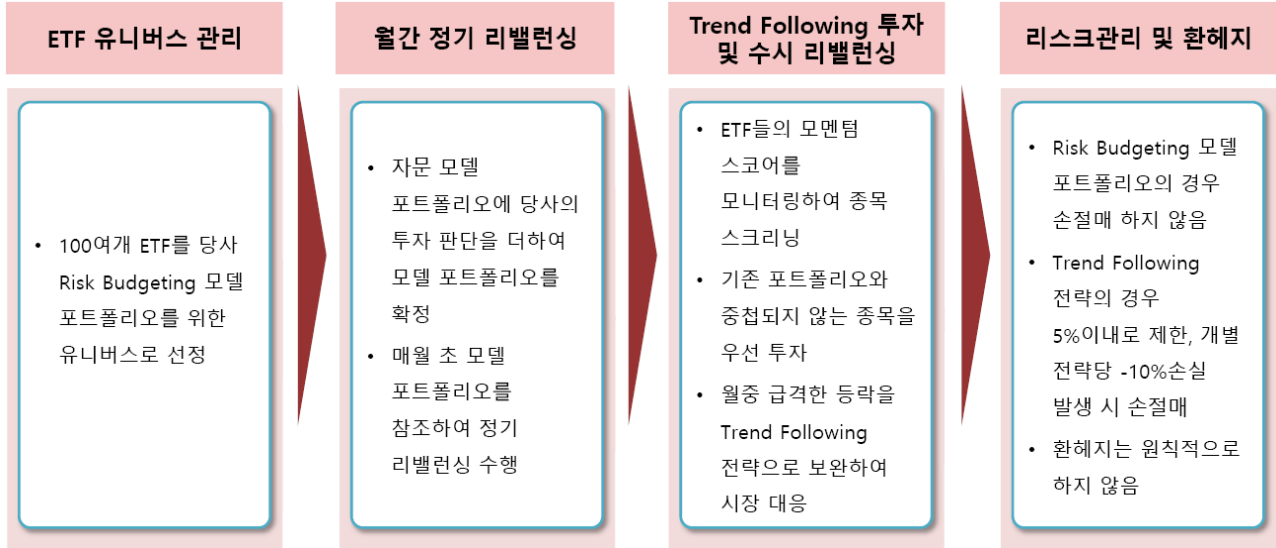 ETF 유니버스 관리
• 100여개 ETF를 당사
Risk Budgeting 모델
포트폴리오를 위한
유니버스로 선정
월간 정기 리밸런싱
• 자문 모델
포트폴리오에 당사의
투자 판단을 더하여
모델 포트폴리오를
확정
• 매월 초 모델
포트폴리오를
참조하여 정기
리밸런싱 수행
Trend Following 투자
및 수시 리밸런싱
• ETF들의 모멘텀
스코어를
모니터링하여 종목
스크리닝
• 기존 포트폴리오와
중첩되지 않는 종목을
우선 투자
• 월중 급격한 등락을
Trend Following
전략으로 보완하여
시장 대응
리스크관리 및 환헤지
• Risk Budgeting 모델
포트폴리오의 경우
손절매 하지 않음
• Trend Following
전략의 경우
5%이내로 제한, 개별
전략당 -10%손실
발생 시 손절매
• 환헤지는 원칙적으로
하지 않음